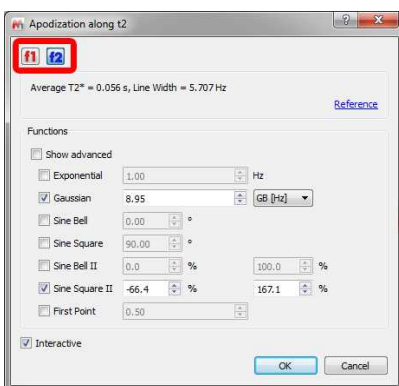 Apodization along t2
f1 f2
Average T2* = 0.056 s, Line Width = 5.707 Hz
Reference
Functions
Show advanced
Exponential 1.00 Hz
Gaussian 8.95 GB [Hz]
Sine Bell 0.00 °
Sine Square 90.00 °
Sine Bell II 0.0 % 100.0 %
Sine Square II -66.4 % 167.1 %
First Point 0.50
Interactive
OK Cancel